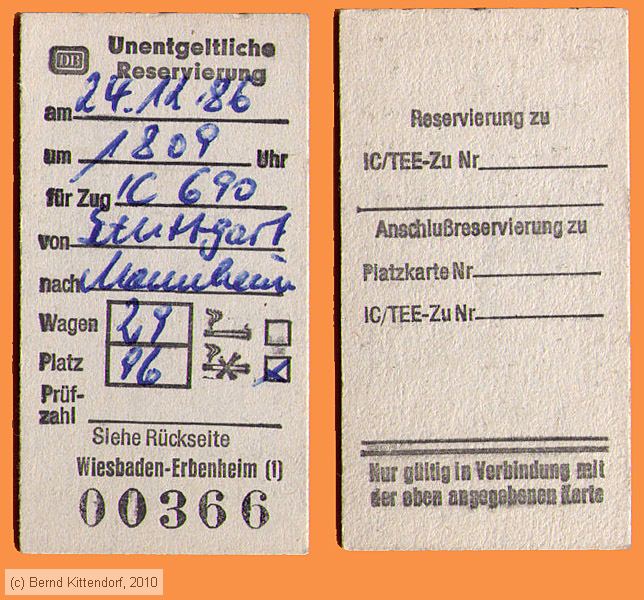 DB
Unentgeltliche
Reservierung
am 24.12.86
um 1809 Uhr
für Zug IC 690
von Stuttgart
nach Mannheim
Wagen 29
Platz 96
Prüf-
zahl
Siehe Rückseite
Wiesbaden-Erbenheim (1)
00366
Reservierung zu
IC/TEE-Zu Nr
Anschlußreservierung zu
Platzkarte Nr
IC/TEE-Zu Nr
Nur gültig in Verbindung mit
der oben angegebenen Karte
(c) Bernd Kittendorf, 2010